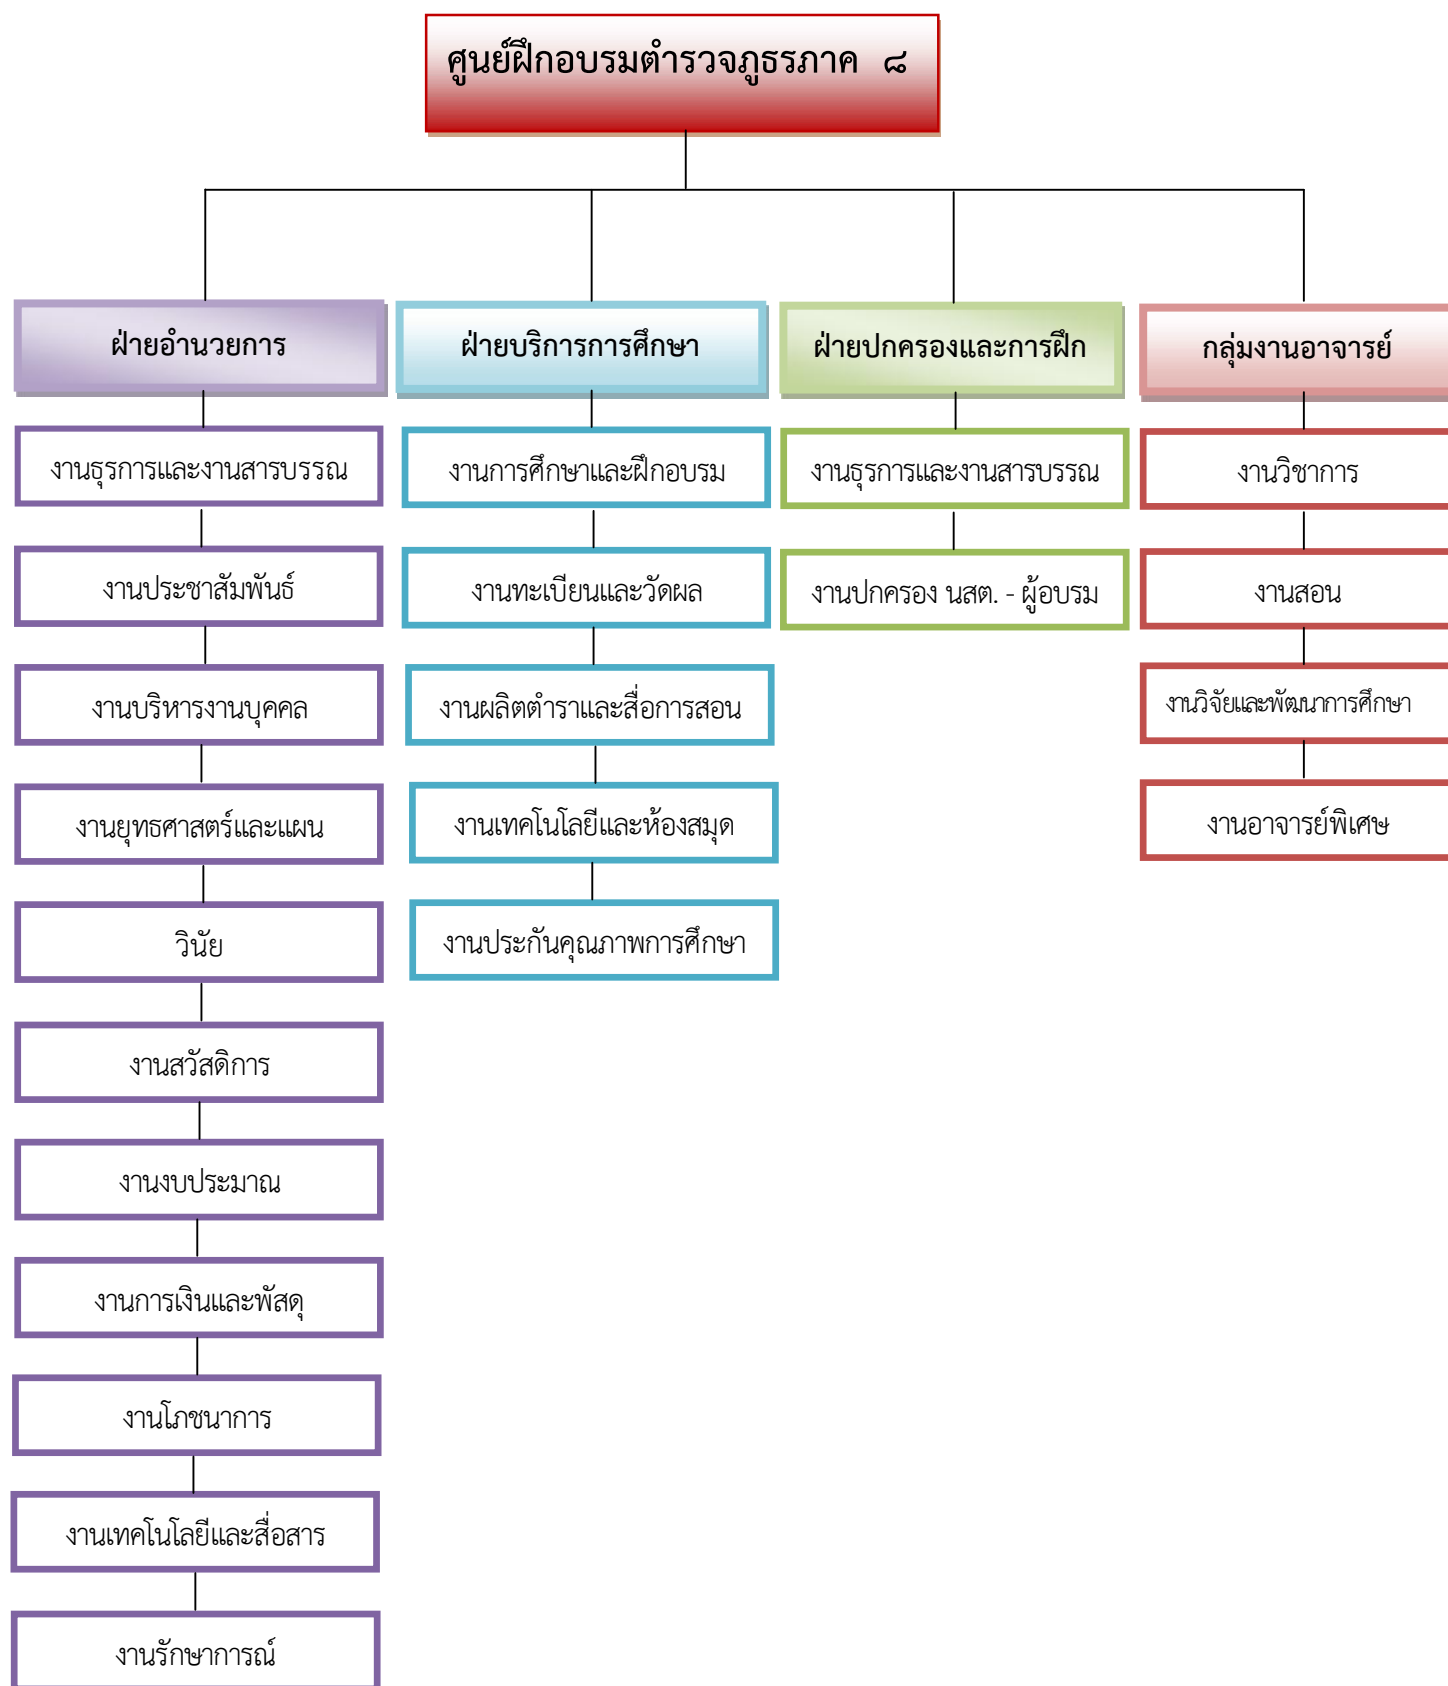 ศูนย์ฝึกอบรมตำรวจภูธรภาค ๘
ฝ่ายอำนวยการ
งานธุรการและงานสารบรรณ
งานประชาสัมพันธ์
งานบริหารงานบุคคล
งานยุทธศาสตร์และแผน
วินัย
งานสวัสดิการ
งานงบประมาณ
งานการเงินและพัสดุ
งานโภชนาการ
งานเทคโนโลยีและสื่อสาร
งานรักษาการณ์
ฝ่ายบริการการศึกษา
งานการศึกษาและฝึกอบรม
งานทะเบียนและวัดผล
งานผลิตตำราและสื่อการสอน
งานเทคโนโลยีและห้องสมุด
งานประกันคุณภาพการศึกษา
ฝ่ายปกครองและการฝึก
งานธุรการและงานสารบรรณ
งานปกครอง นสต. - ผู้อบรม
กลุ่มงานอาจารย์
งานวิชาการ
งานสอน
งานวิจัยและพัฒนาการศึกษา
งานอาจารย์พิเศษ